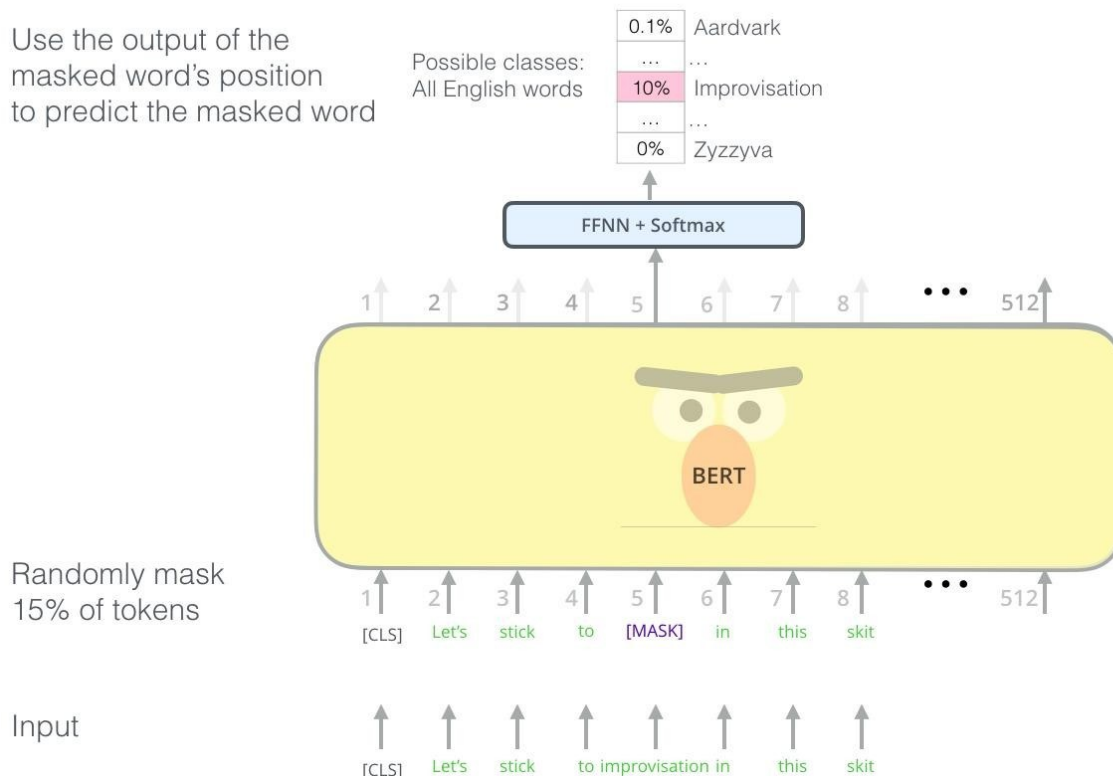 Use the output of the
masked word's position
to predict the masked word
Possible classes:
All English words
0.1% Aardvark
... ...
10% Improvisation
... ...
0% Zyzzyva
FFNN + Softmax
1 2 3 4 5 6 7 8 ... 512
BERT
Randomly mask
15% of tokens
1 2 3 4 5 6 7 8 ... 512
[CLS] Let's stick to [MASK] in this skit
Input
[CLS] Let's stick to improvisation in this skit